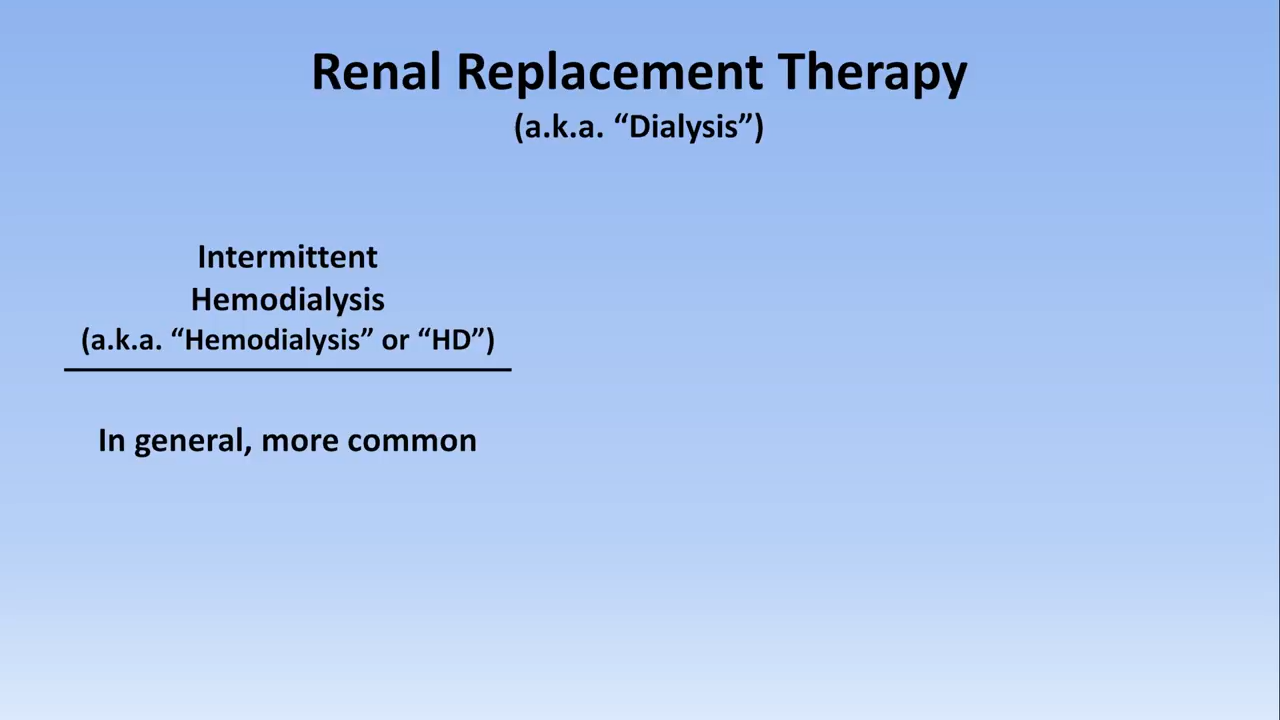 Renal Replacement Therapy
(a.k.a. “Dialysis”)
Intermittent
Hemodialysis
(a.k.a. “Hemodialysis” or “HD”)
In general, more common